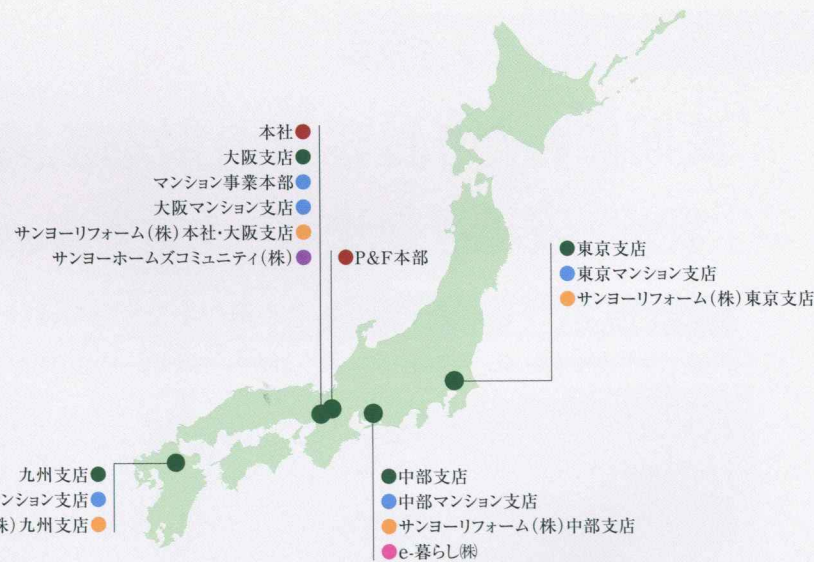 本社
大阪支店
マンション事業本部
大阪マンション支店
サンヨーリフォーム(株)本社・大阪支店
サンヨーホームズコミュニティ(株)
P&F本部
東京支店
東京マンション支店
サンヨーリフォーム(株)東京支店
九州支店
ンション支店
株)九州支店
中部支店
中部マンション支店
サンヨーリフォーム(株)中部支店
e-暮らし㈱